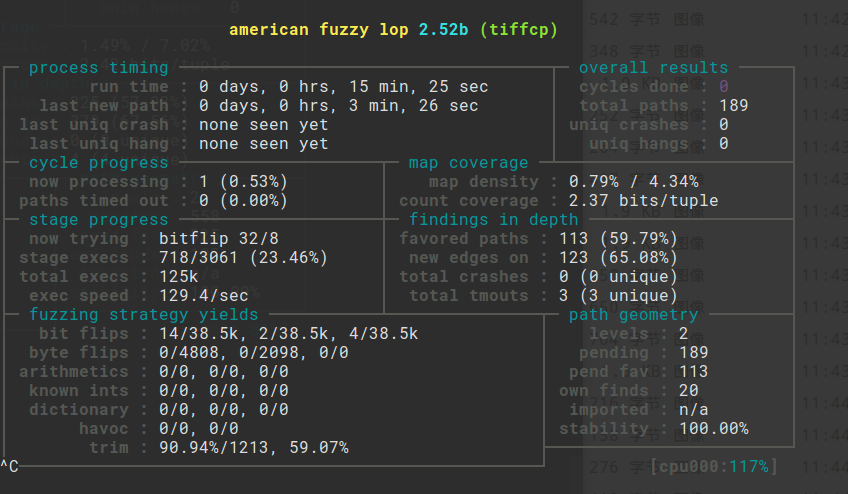 american fuzzy lop 2.52b (tiffcp)
process timing
overall results
run time : 0 days, 0 hrs, 15 min, 25 sec
cycles done : 0
last new path : 0 days, 0 hrs, 3 min, 26 sec
total paths : 189
last uniq crash : none seen yet
uniq crashes : 0
last uniq hang : none seen yet
uniq hangs : 0
cycle progress
map coverage
now processing : 1 (0.53%)
map density : 0.79% / 4.34%
paths timed out : 0 (0.00%)
count coverage : 2.37 bits/tuple
stage progress
findings in depth
now trying : bitflip 32/8
favored paths : 113 (59.79%)
stage execs : 718/3061 (23.46%)
new edges on : 123 (65.08%)
total execs : 125k
total crashes : 0 (0 unique)
exec speed : 129.4/sec
total tmouts : 3 (3 unique)
fuzzing strategy yields
path geometry
bit flips : 14/38.5k, 2/38.5k, 4/38.5k
levels : 2
byte flips : 0/4808, 0/2098, 0/0
pending : 189
arithmetics : 0/0, 0/0, 0/0
pend fav : 113
known ints : 0/0, 0/0, 0/0
own finds : 20
dictionary : 0/0, 0/0, 0/0
imported : n/a
havoc : 0/0, 0/0
stability : 100.00%
trim : 90.94%/1213, 59.07%
^C
[cpu000:117%]
542 字节 图像
348 字节 图像
276 字节 图像